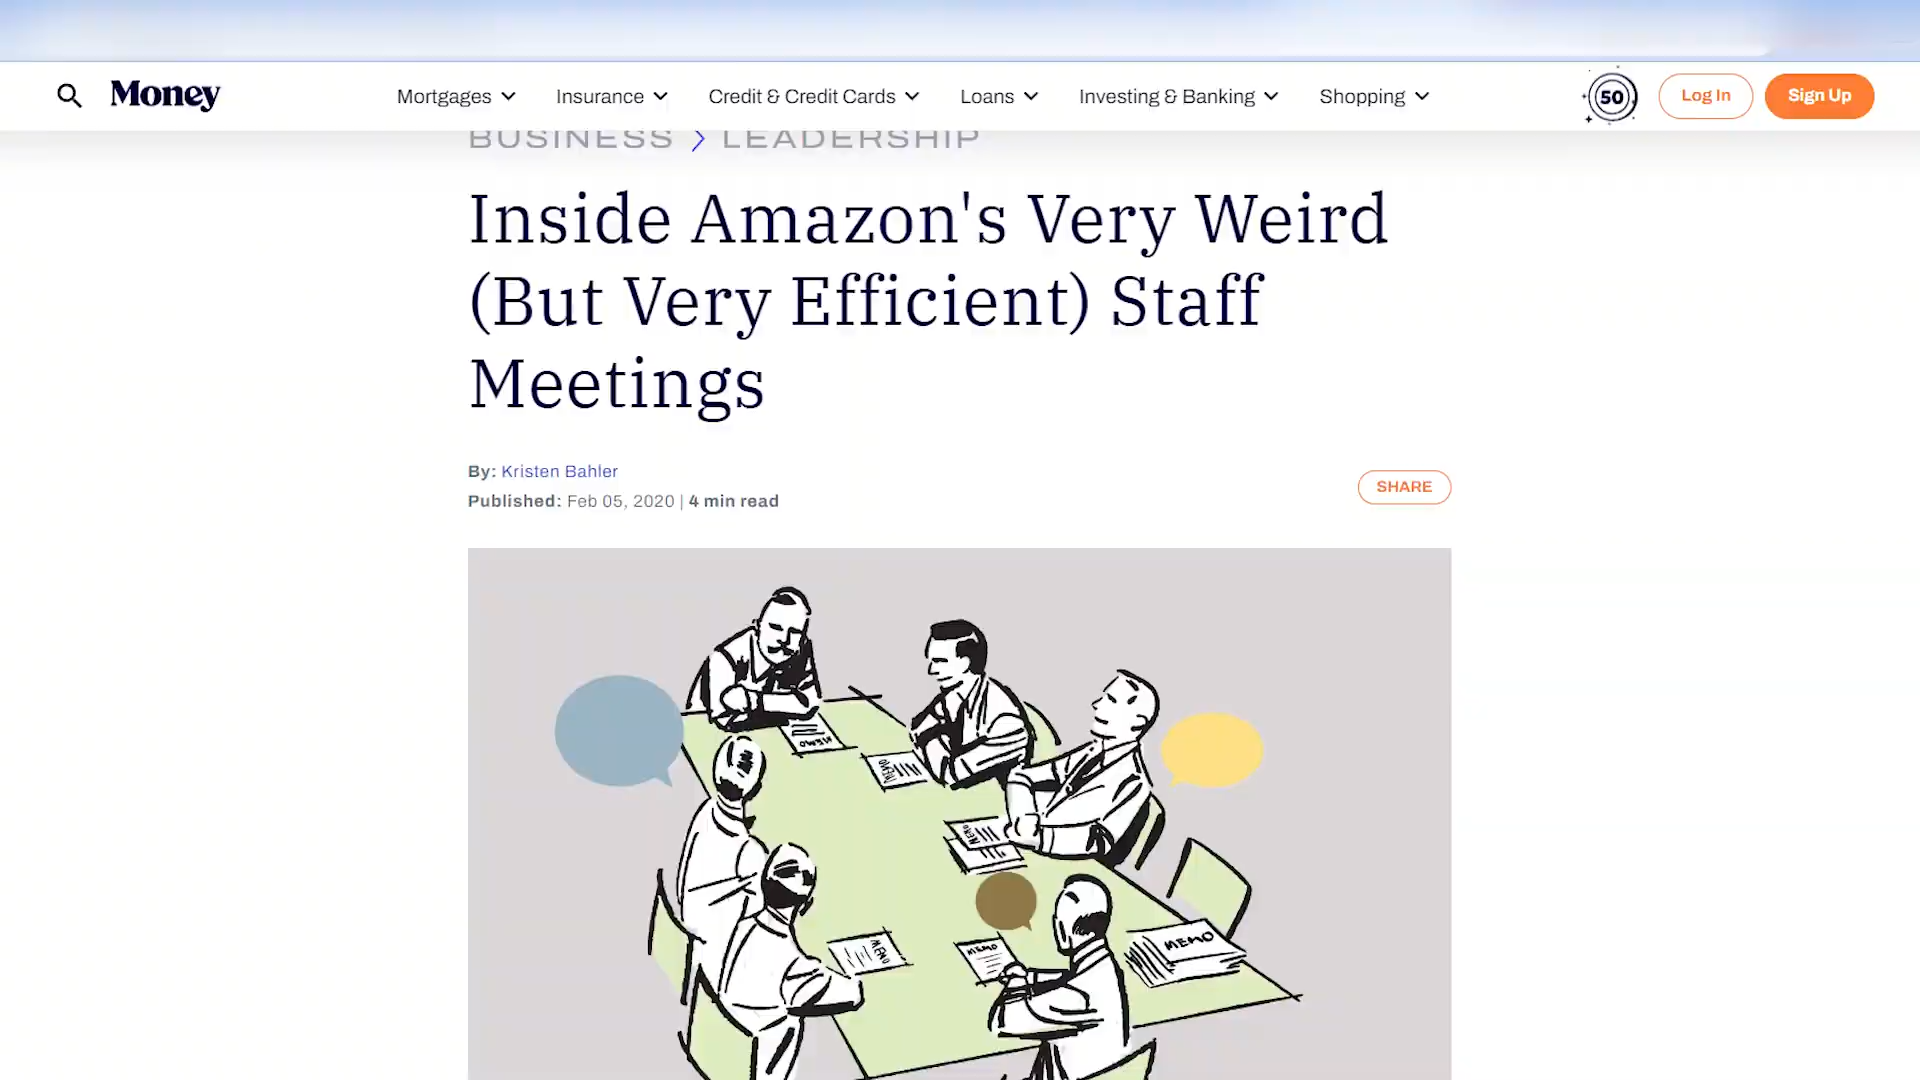 Money
Mortgages
Insurance
Credit & Credit Cards
Loans
Investing & Banking
Shopping
50
Log In
Sign Up
BUSINESS > LEADERSHIP
Inside Amazon's Very Weird
(But Very Efficient) Staff
Meetings
By: Kristen Bahler
Published: Feb 05, 2020 | 4 min read
SHARE
MEMO
MEMO
MEMO
MEMO
MEMO
MEMO